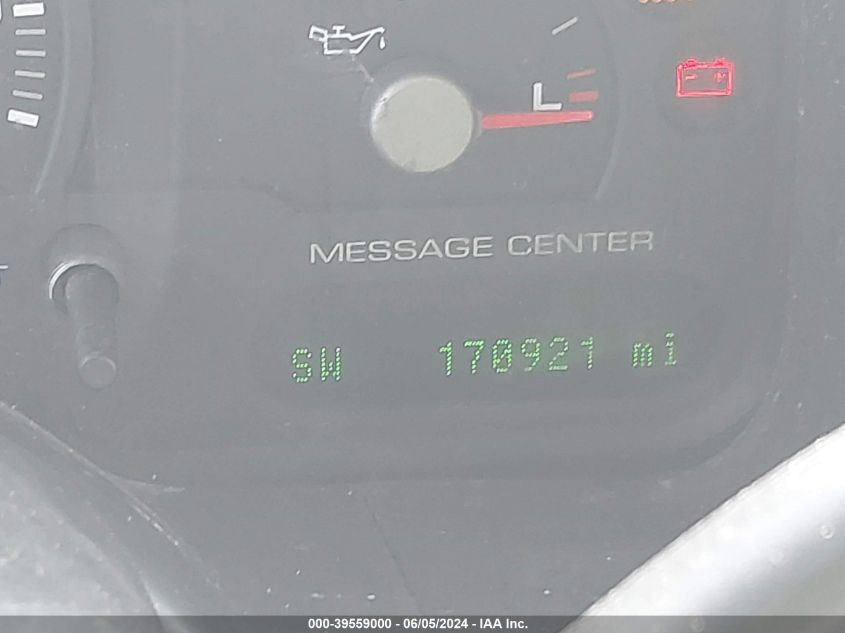 L
MESSAGE CENTER
SW 170921 mi
000-39559000 - 06/05/2024 - IAA Inc.